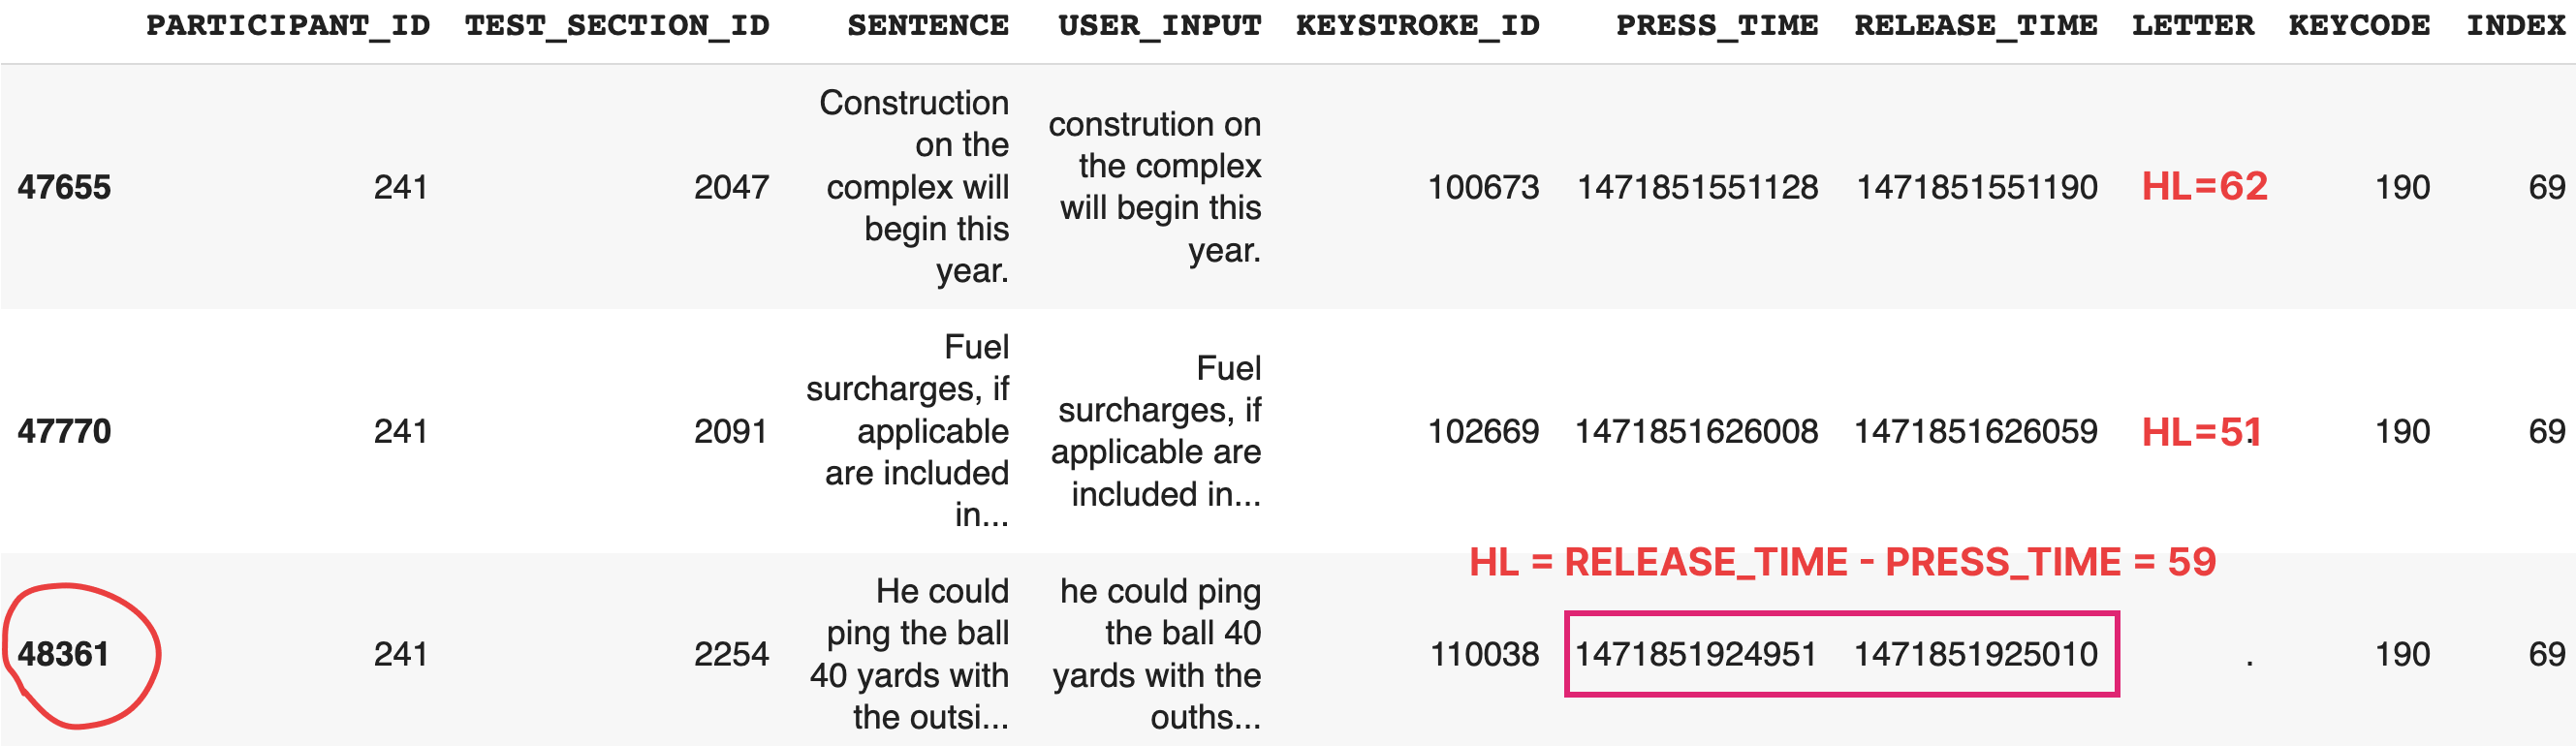 PARTICIPANT_ID TEST_SECTION_ID SENTENCE USER_INPUT KEYSTROKE_ID PRESS_TIME RELEASE_TIME LETTER KEYCODE INDEX
Construction
on the
complex will
begin this
year.
constrution on
the complex
will begin this
year.
47655 241 2047 100673 1471851551128 1471851551190 HL=62 190 69
Fuel
surcharges, if
applicable
are included
in...
Fuel
surcharges, if
applicable are
included in...
47770 241 2091 102669 1471851626008 1471851626059 HL=51 . 190 69
HL = RELEASE_TIME - PRESS_TIME = 59
He could
ping the ball
40 yards with
the outsi...
he could ping
the ball 40
yards with the
ouths...
48361 241 2254 110038 1471851924951 1471851925010 . 190 69